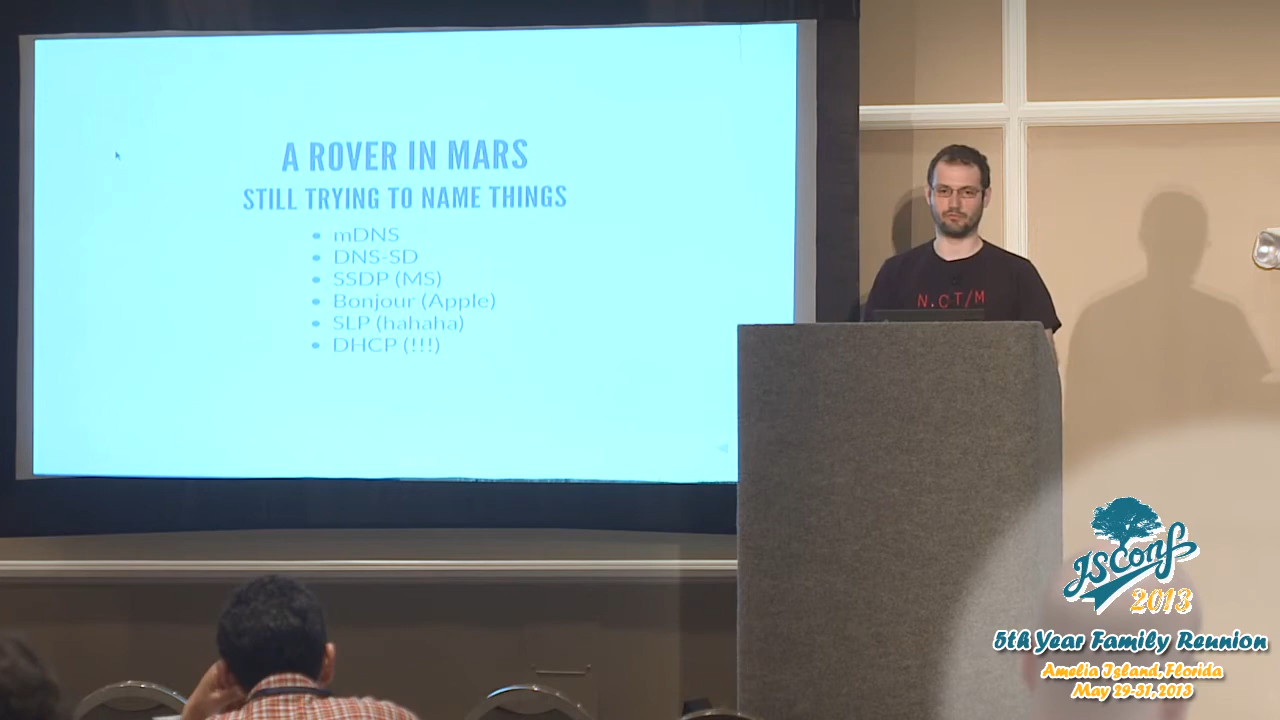 A ROVER IN MARS
STILL TRYING TO NAME THINGS
• mDNS
• DNS-SD
• SSDP (MS)
• Bonjour (Apple)
• SLP (hahaha)
• DHCP (!!!)
N.CT/M
JSConf
2013
5th Year Family Reunion
Amelia Island, Florida
May 29-31, 2013